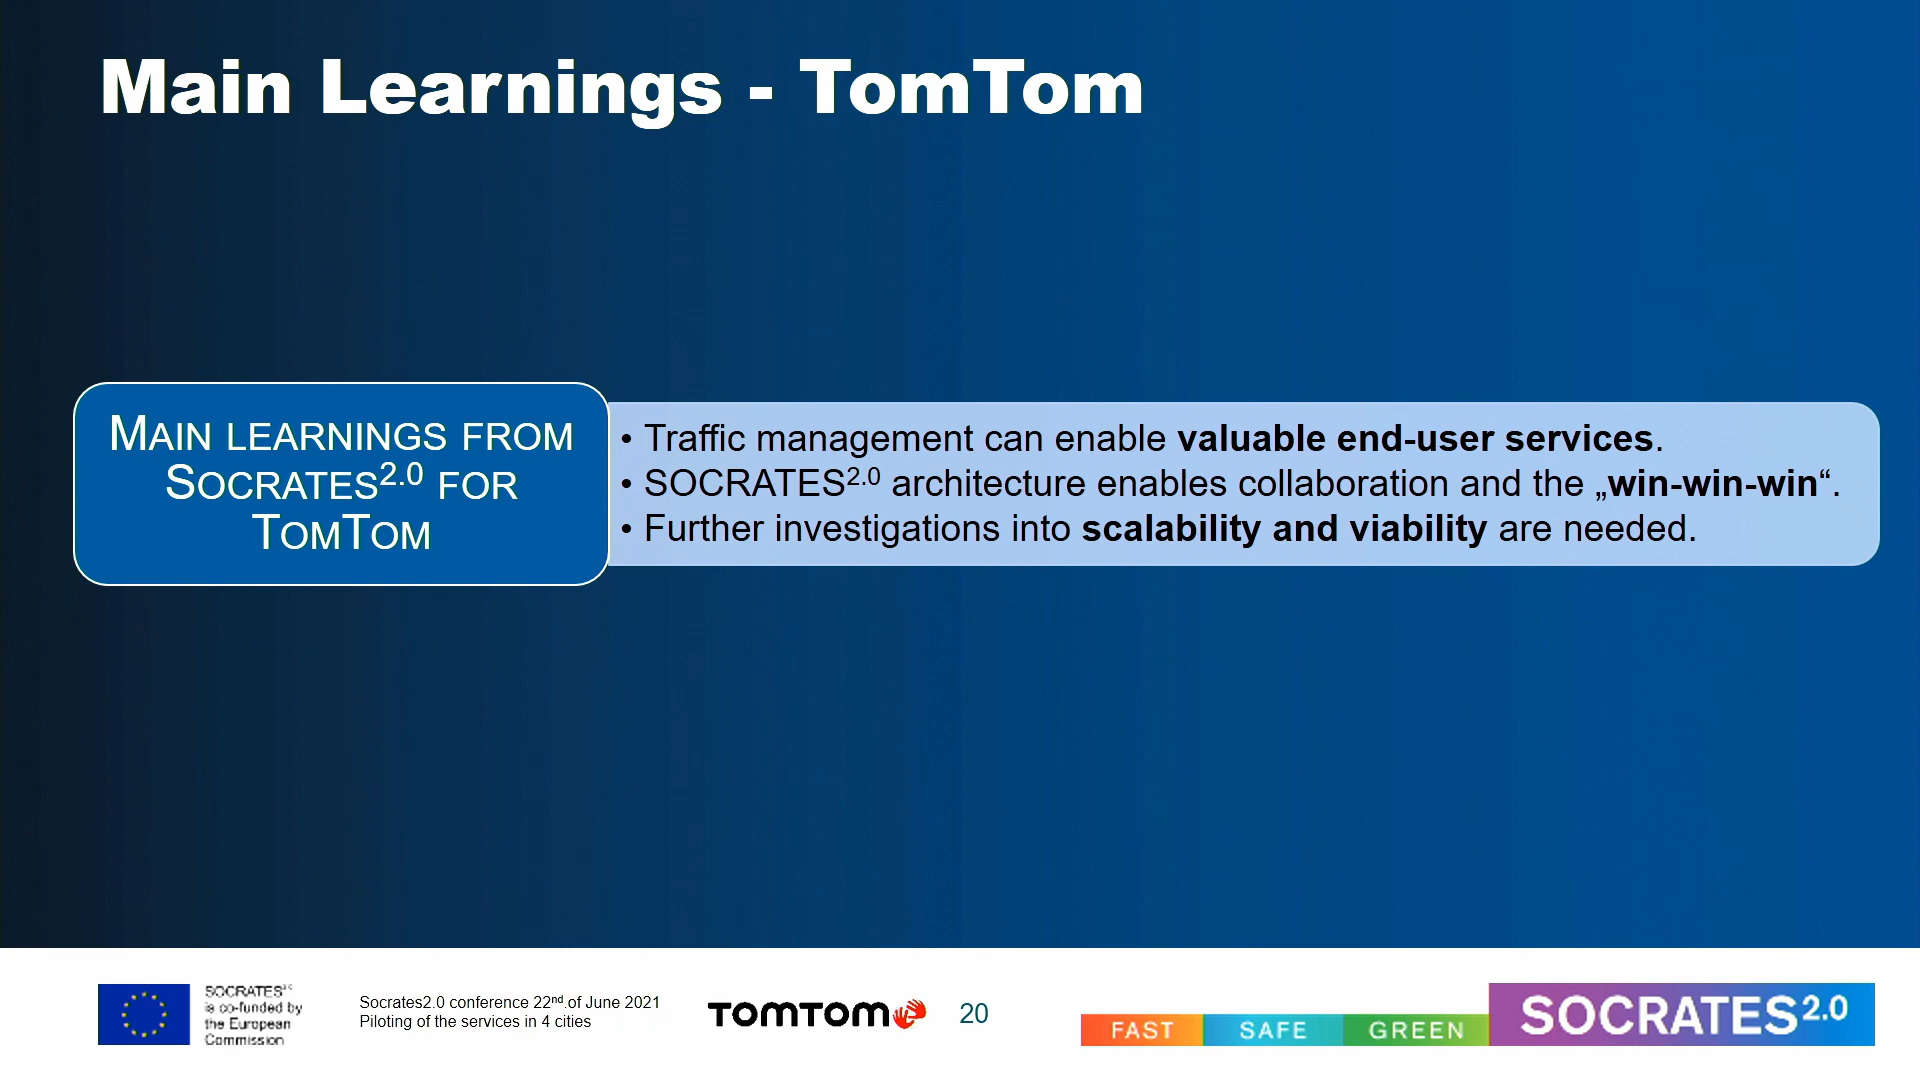 Main Learnings - TomTom
MAIN LEARNINGS FROM
SOCRATES2.0 FOR
TOMTOM
• Traffic management can enable valuable end-user services.
• SOCRATES2.0 architecture enables collaboration and the „win-win-win“.
• Further investigations into scalability and viability are needed.
SOCRATES2.0
is co-funded by
the European
Commission
Socrates2.0 conference 22nd of June 2021
Piloting of the services in 4 cities
TOMTOM
20
FAST SAFE GREEN
SOCRATES2.0